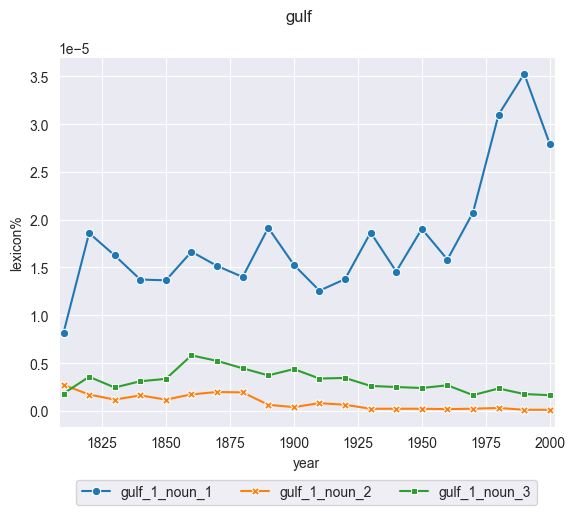 gulf
1e−5
3.5
3.0
2.5
2.0
1.5
1.0
0.5
0.0
lexicon%
1825 1850 1875 1900 1925 1950 1975 2000
year
gulf_1_noun_1 gulf_1_noun_2 gulf_1_noun_3